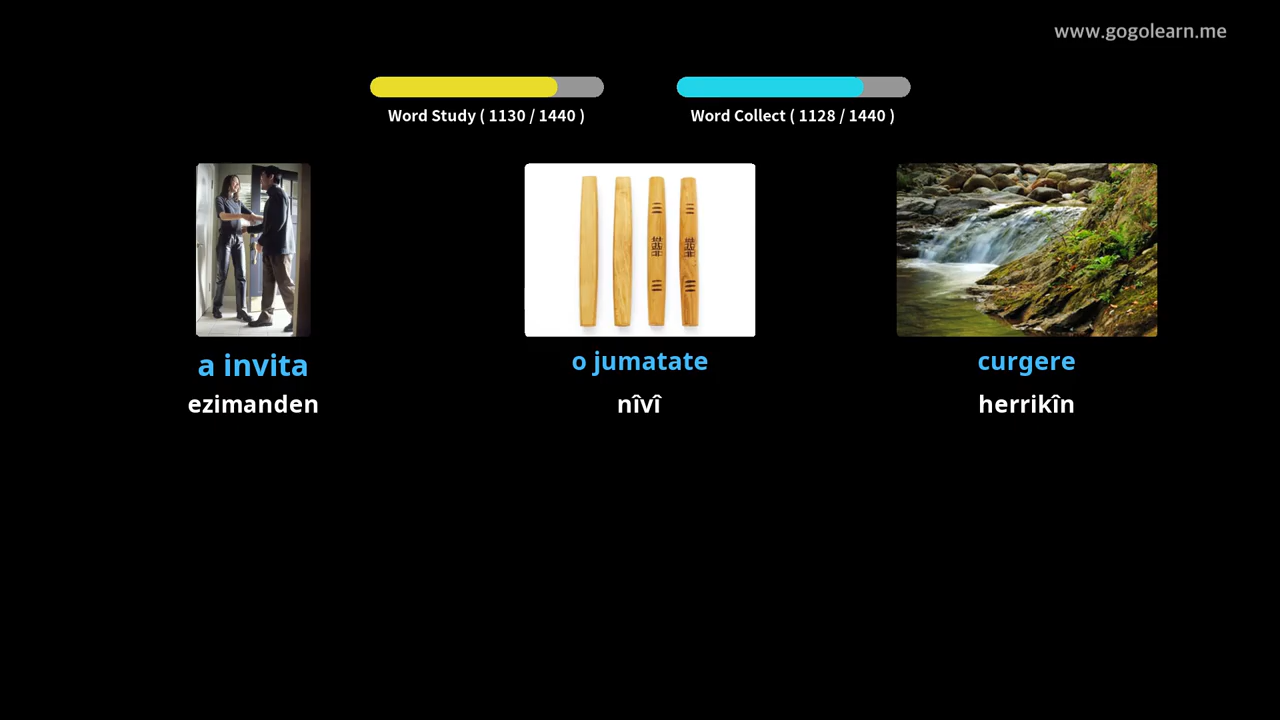 www.gogolearn.me
Word Study ( 1130 / 1440 )
Word Collect ( 1128 / 1440 )
a invita
o jumatate
curgere
ezimanden
nîvî
herrikîn